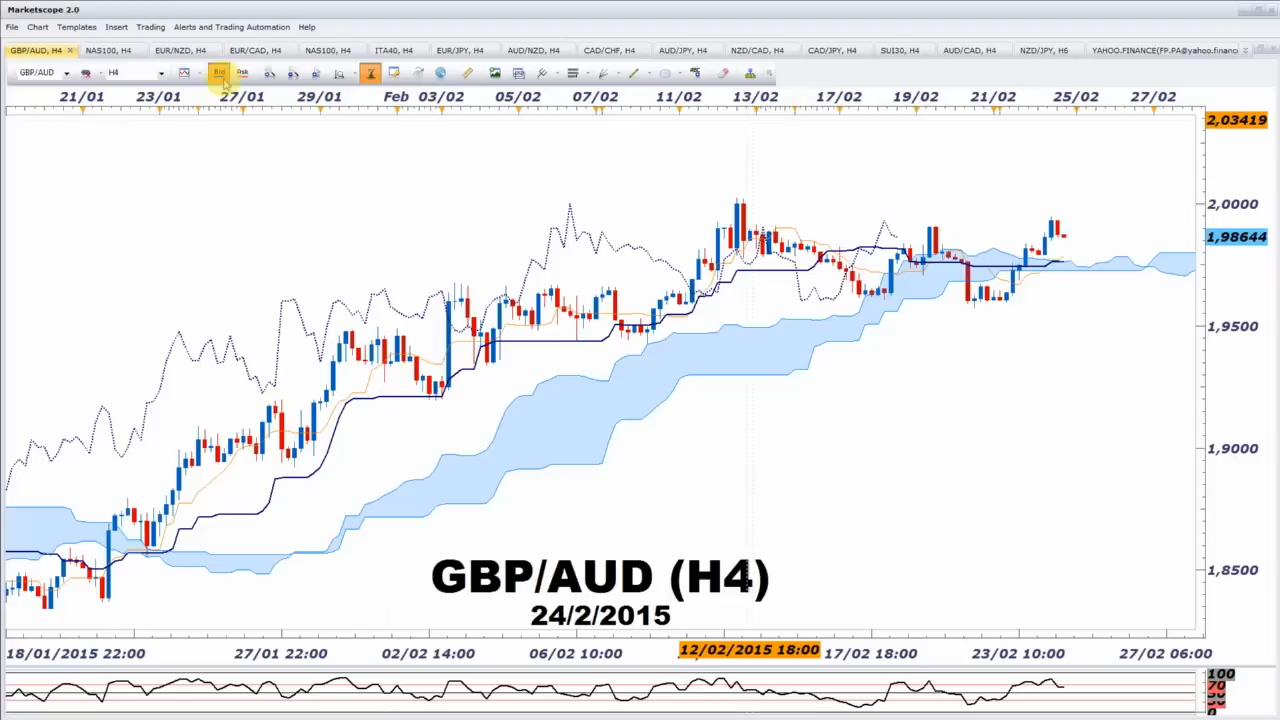 Marketscope 2.0
File Chart Templates Insert Trading Alerts and Trading Automation Help
GBP/AUD, H4 NAS100, H4 EUR/NZD, H4 EUR/CAD, H4 NAS100, H4 ITA40, H4 EUR/JPY, H4 AUD/NZD, H4 CAD/CHF, H4 AUD/JPY, H4 NZD/CAD, H4 CAD/JPY, H4 SUI30, H4 AUD/CAD, H4 NZD/JPY, H6 YAHOO.FINANCE(FP.PA@yahoo.finance
GBP/AUD H4 Bid Ask
21/01 23/01 27/01 29/01 Feb 03/02 05/02 07/02 11/02 13/02 17/02 19/02 21/02 25/02 27/02
2,03419
2,0000
1,98644
1,9500
1,9000
1,8500
GBP/AUD (H4)
24/2/2015
18/01/2015 22:00 27/01 22:00 02/02 14:00 06/02 10:00 12/02/2015 18:00 17/02 18:00 23/02 10:00 27/02 06:00
100
70
0